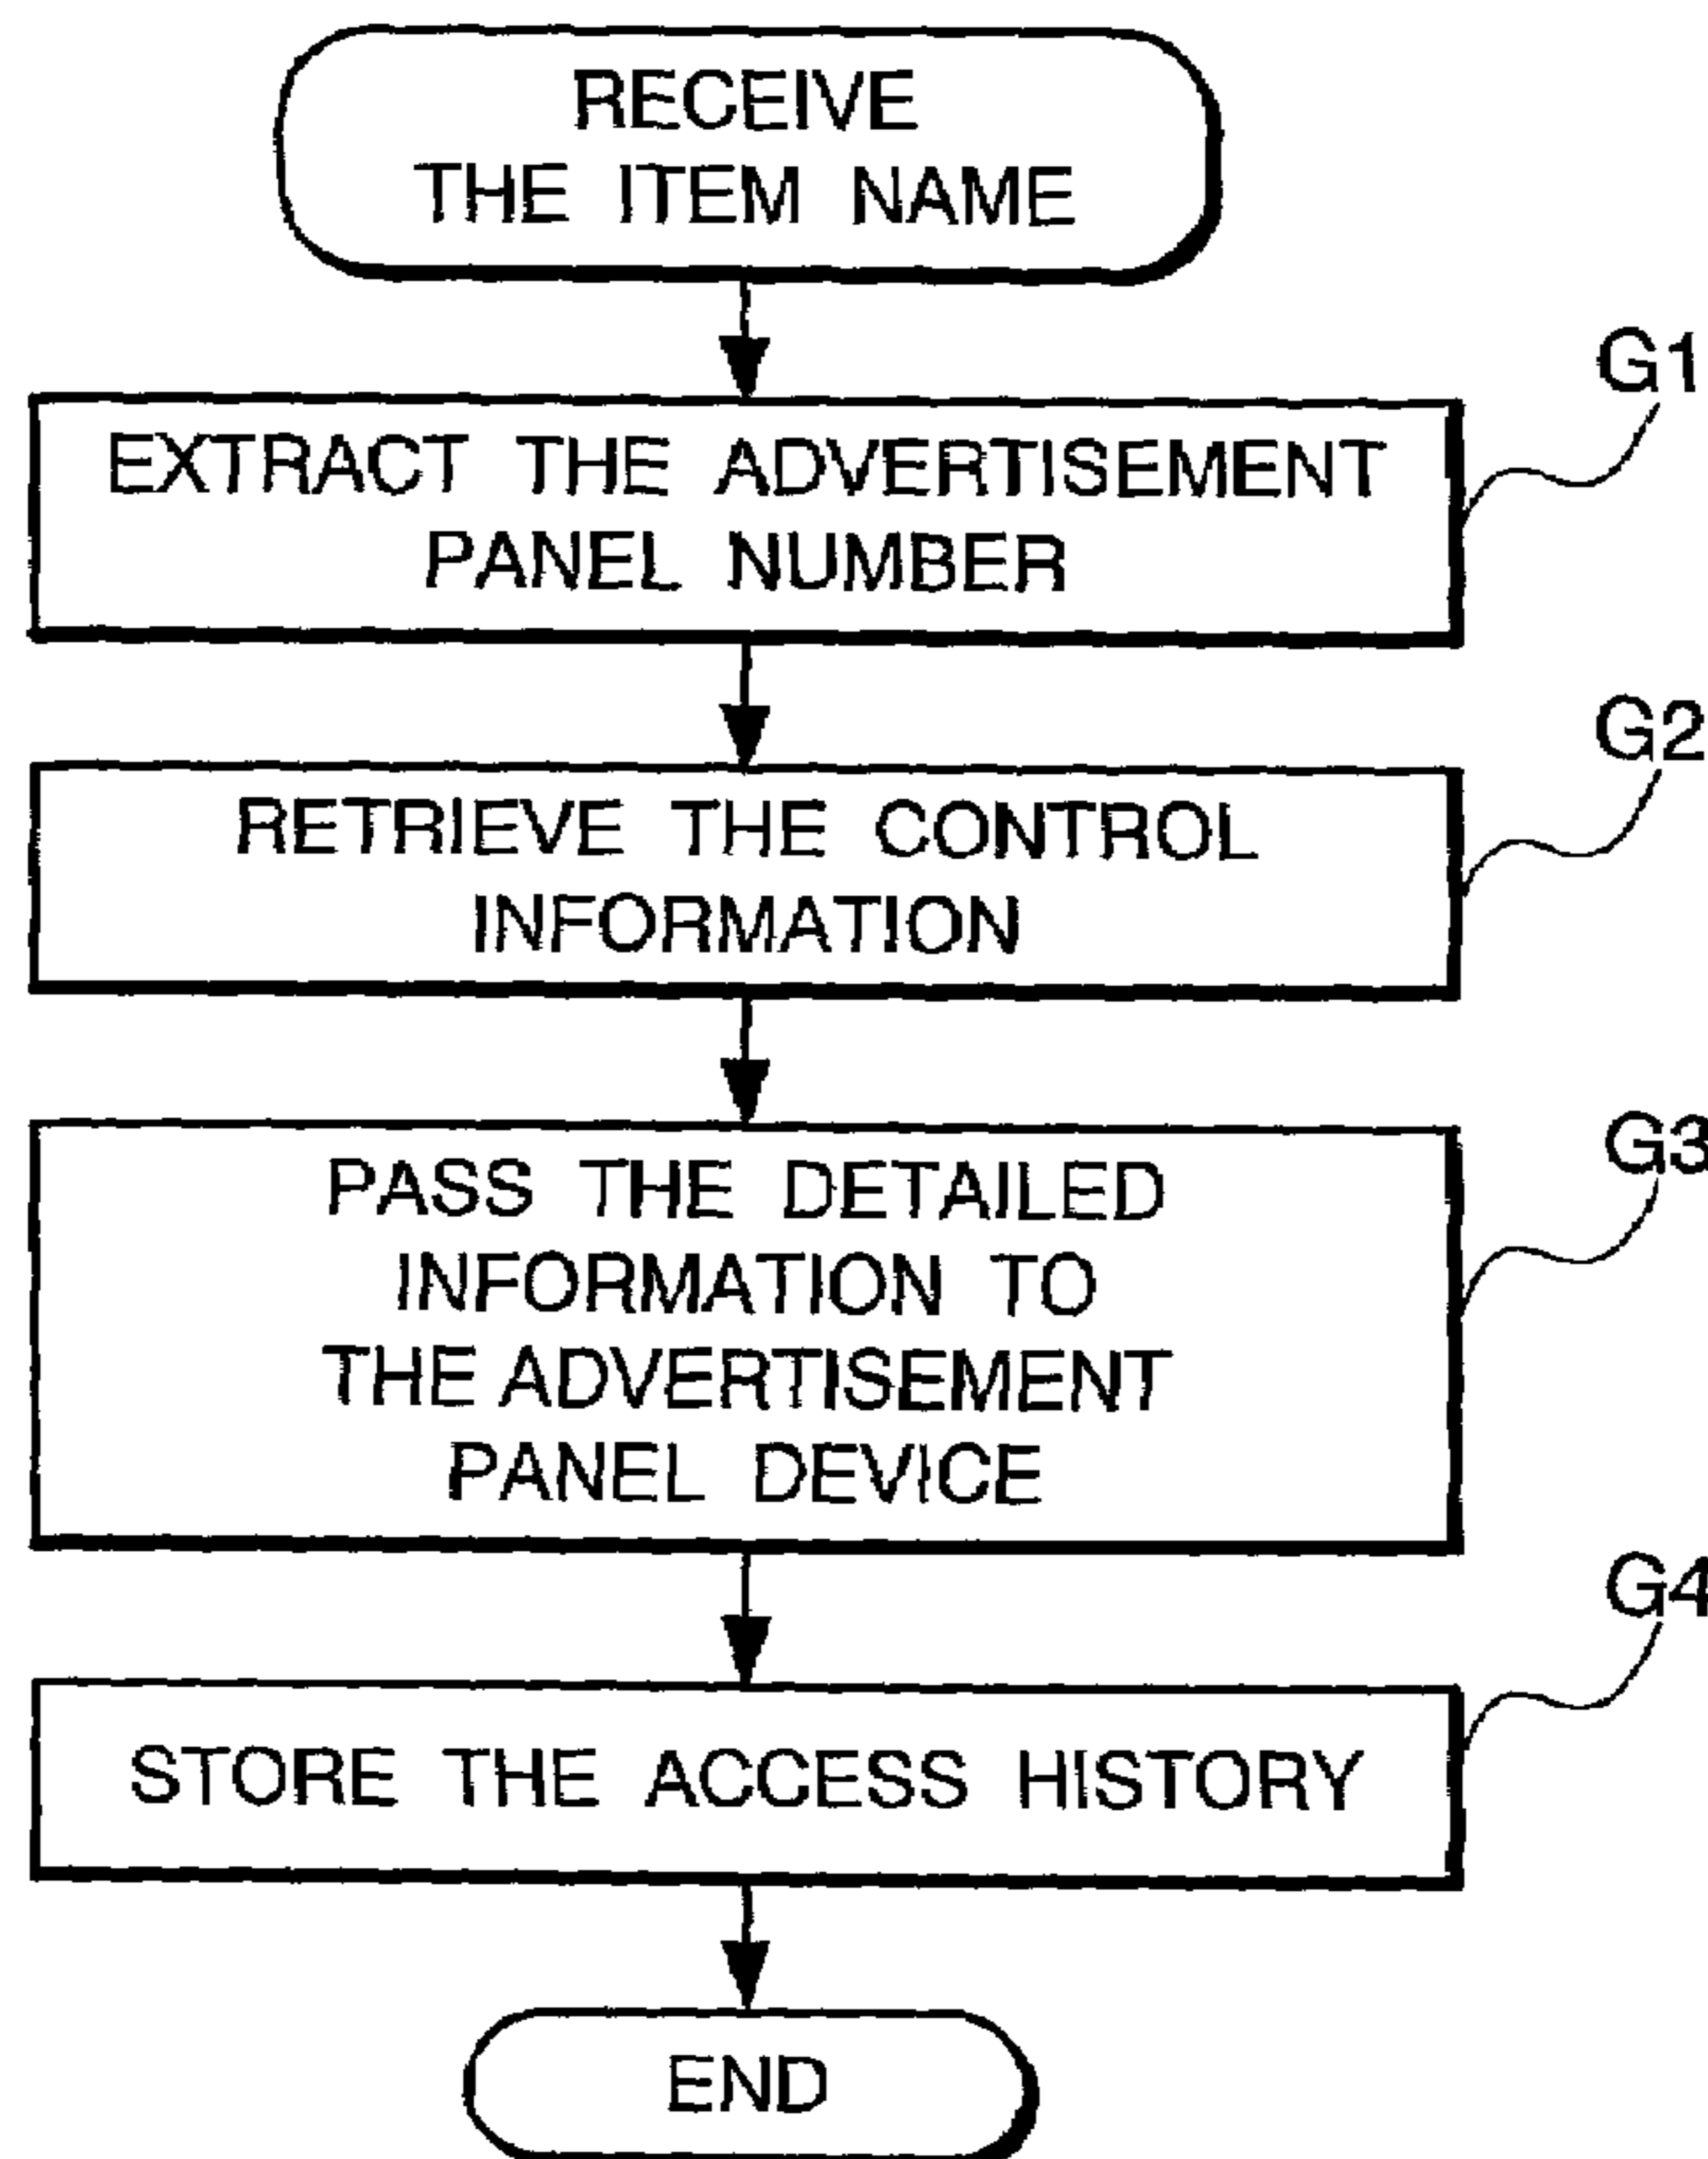 RECEIVE
THE ITEM NAME
G1
EXTRACT THE ADVERTISEMENT
PANEL NUMBER
G2
RETRIEVE THE CONTROL
INFORMATION
G3
PASS THE DETAILED
INFORMATION TO
THE ADVERTISEMENT
PANEL DEVICE
G4
STORE THE ACCESS HISTORY
END